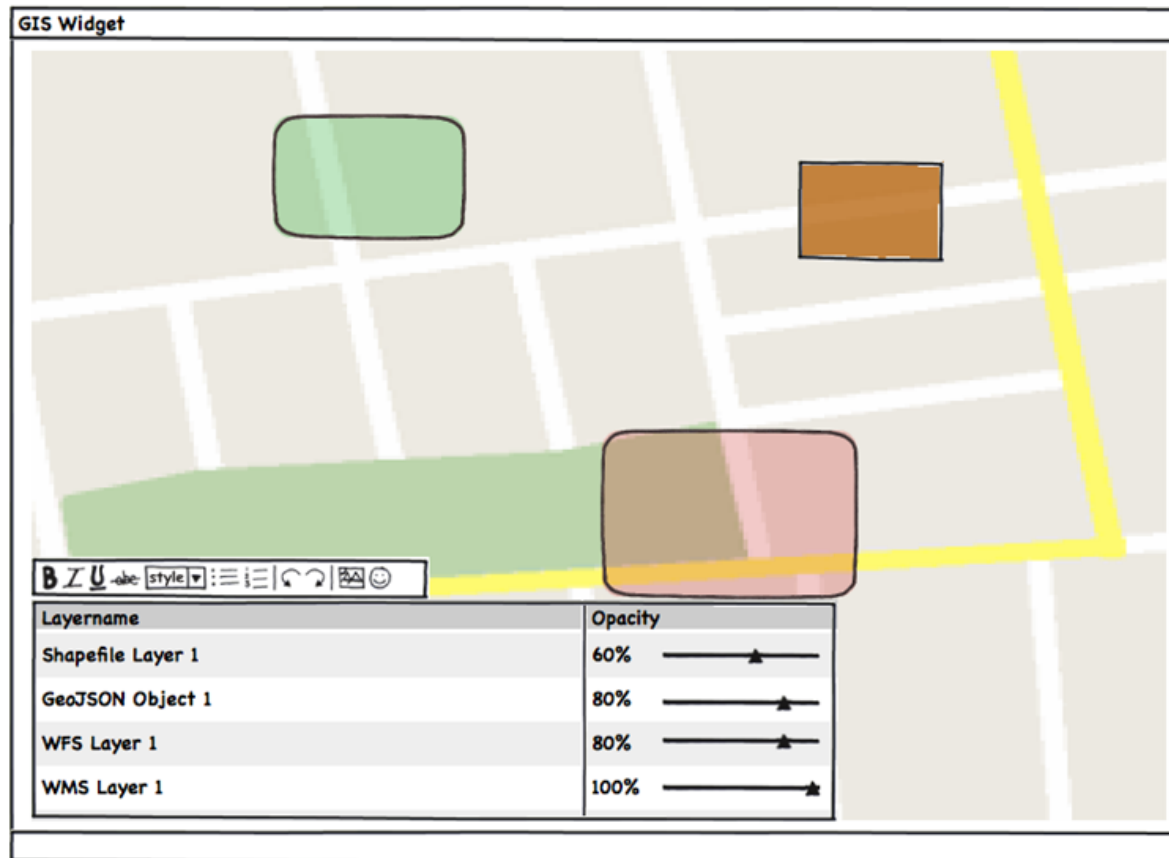 GIS Widget
B I U abc style
Layername Opacity
Shapefile Layer 1 60%
GeoJSON Object 1 80%
WFS Layer 1 80%
WMS Layer 1 100%